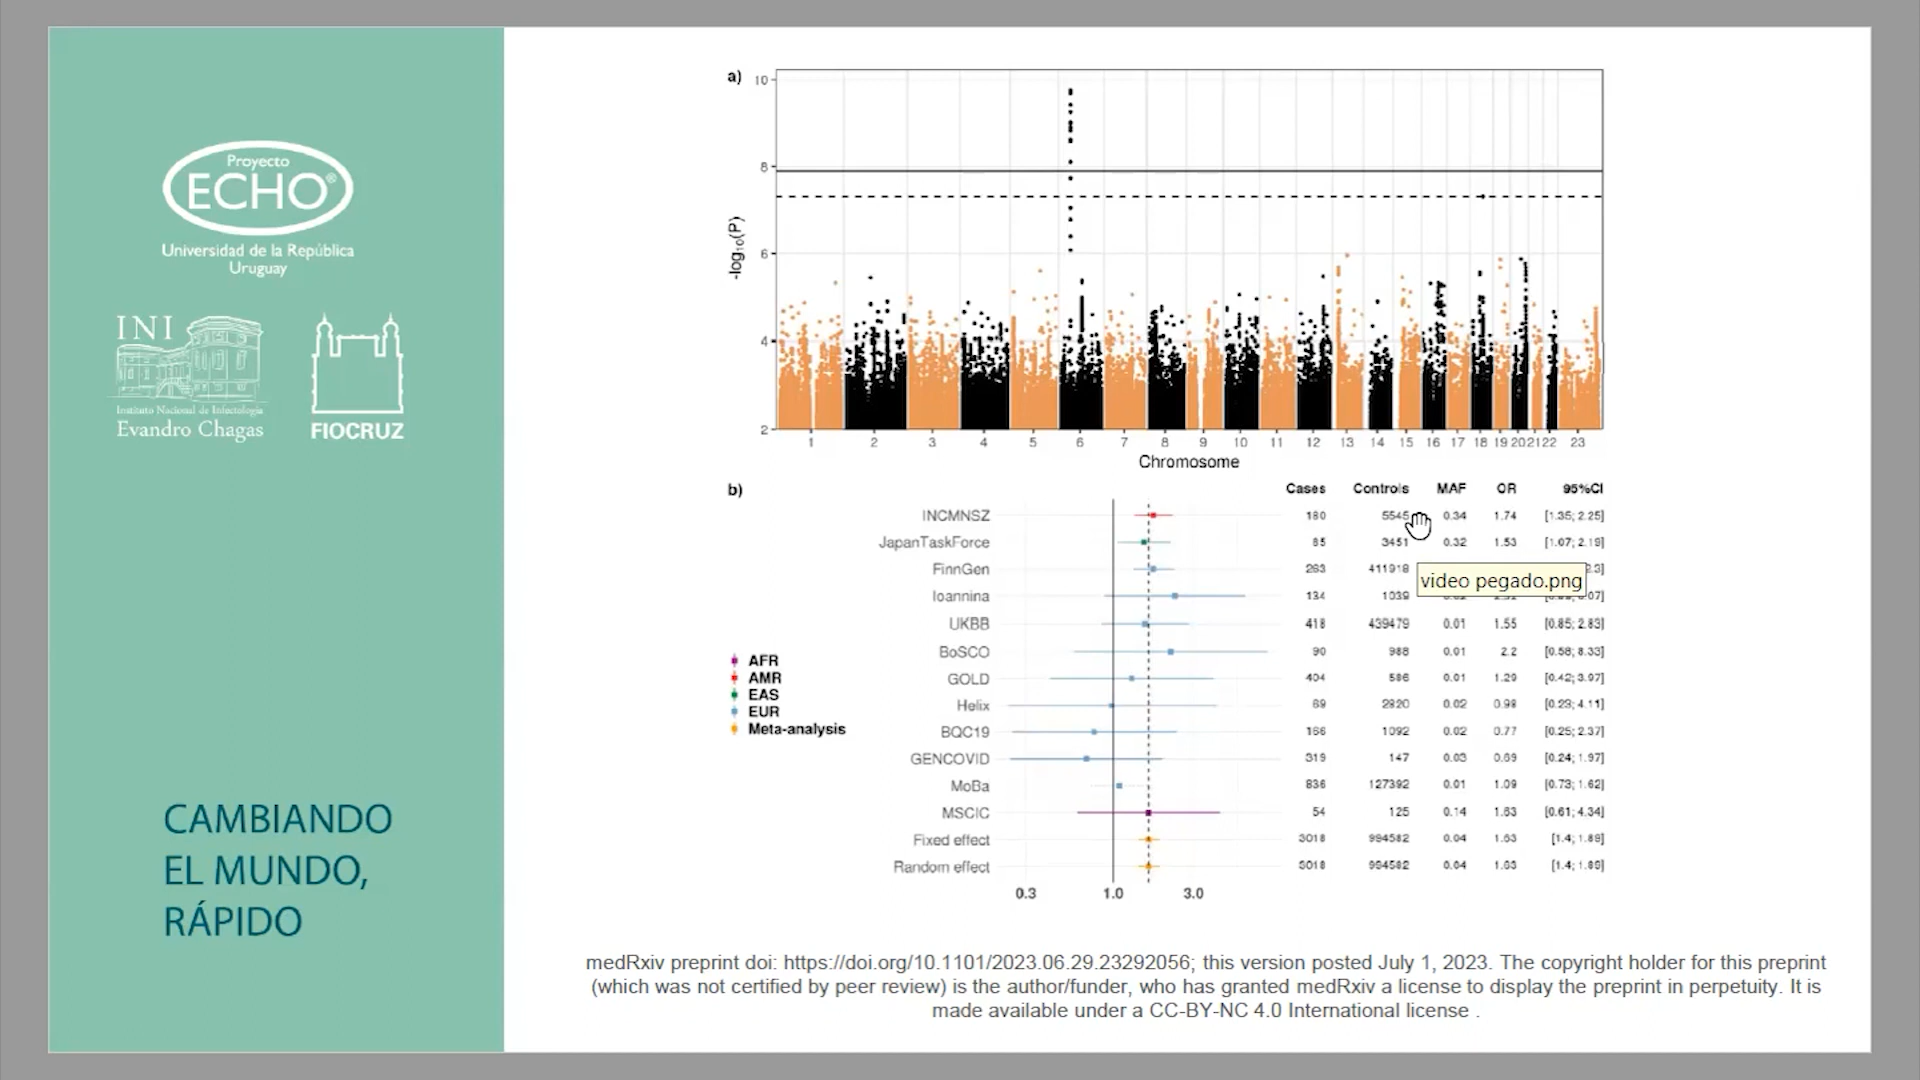 Proyecto
ECHO®
Universidad de la República
Uruguay
INI
Instituto Nacional de Infectología
Evandro Chagas
FIOCRUZ
CAMBIANDO
EL MUNDO,
RÁPIDO
a)
10
8
6
4
2
-log10(P)
1 2 3 4 5 6 7 8 9 10 11 12 13 14 15 16 17 18 19 20 21 22 23
Chromosome
b)
Cases Controls MAF OR 95%CI
INCMNSZ 180 5545 0.34 1.74 [1.35; 2.25]
JapanTaskForce 85 3451 0.32 1.53 [1.07; 2.19]
FinnGen 263 411918
video pegado.png
Ioannina 134 1039
UKBB 418 439479 0.01 1.55 [0.85; 2.83]
BoSCO 90 988 0.01 2.2 [0.58; 8.33]
GOLD 404 586 0.01 1.29 [0.42; 3.97]
Helix 69 2820 0.02 0.98 [0.23; 4.11]
BQC19 166 1092 0.02 0.77 [0.25; 2.37]
GENCOVID 319 147 0.03 0.69 [0.24; 1.97]
MoBa 836 127392 0.01 1.09 [0.73; 1.62]
MSCIC 54 125 0.14 1.63 [0.61; 4.34]
Fixed effect 3018 994582 0.04 1.63 [1.4; 1.89]
Random effect 3018 994582 0.04 1.63 [1.4; 1.89]
0.3 1.0 3.0
AFR
AMR
EAS
EUR
Meta-analysis
medRxiv preprint doi: https://doi.org/10.1101/2023.06.29.23292056; this version posted July 1, 2023. The copyright holder for this preprint
(which was not certified by peer review) is the author/funder, who has granted medRxiv a license to display the preprint in perpetuity. It is
made available under a CC-BY-NC 4.0 International license .